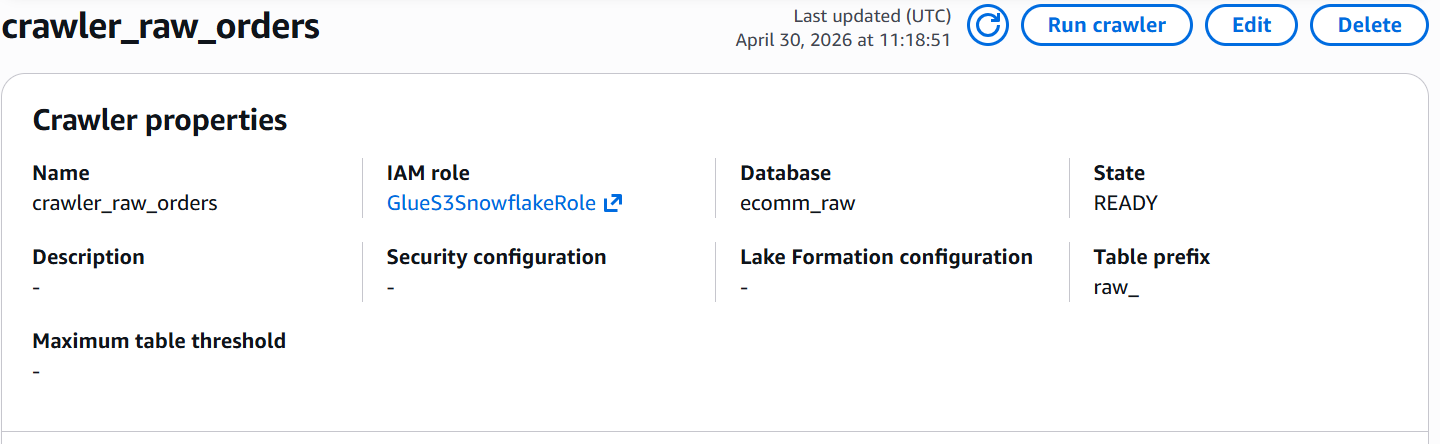 crawler_raw_orders
Last updated (UTC)
April 30, 2026 at 11:18:51
Run crawler
Edit
Delete
Crawler properties
Name
crawler_raw_orders
IAM role
GlueS3SnowflakeRole
Database
ecomm_raw
State
READY
Description
-
Security configuration
-
Lake Formation configuration
-
Table prefix
raw_
Maximum table threshold
-